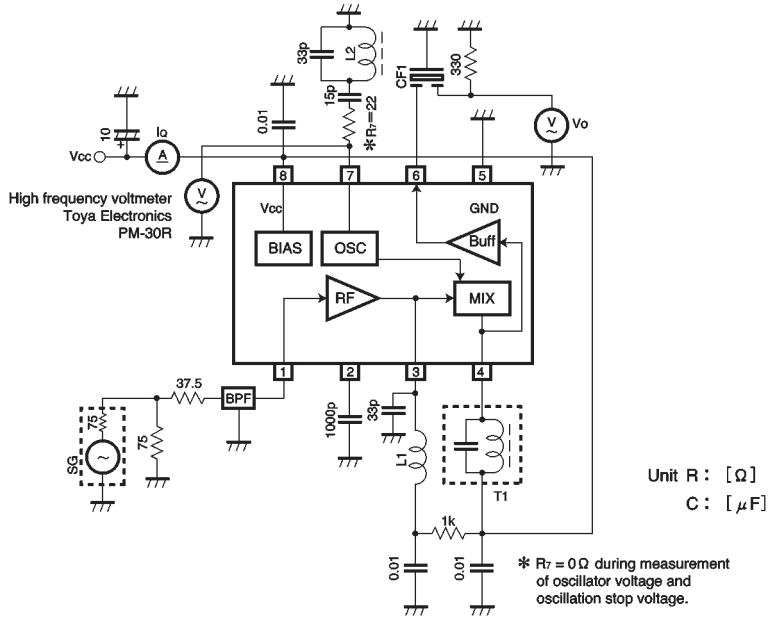 33p
L2
15p
*R7=22
0.01
10
+
Vcc
IQ
A
CF1
330
V
~
Vo
High frequency voltmeter
Toya Electronics
PM-30R
V
~
8
7
6
5
Vcc
GND
BIAS
OSC
Buff
RF
MIX
1
2
3
4
37.5
BPF
75
75
SG
~
1000p
33p
L1
T1
1k
0.01
0.01
Unit R : [Ω]
C : [μF]
* R7 = 0Ω during measurement
of oscillator voltage and
oscillation stop voltage.